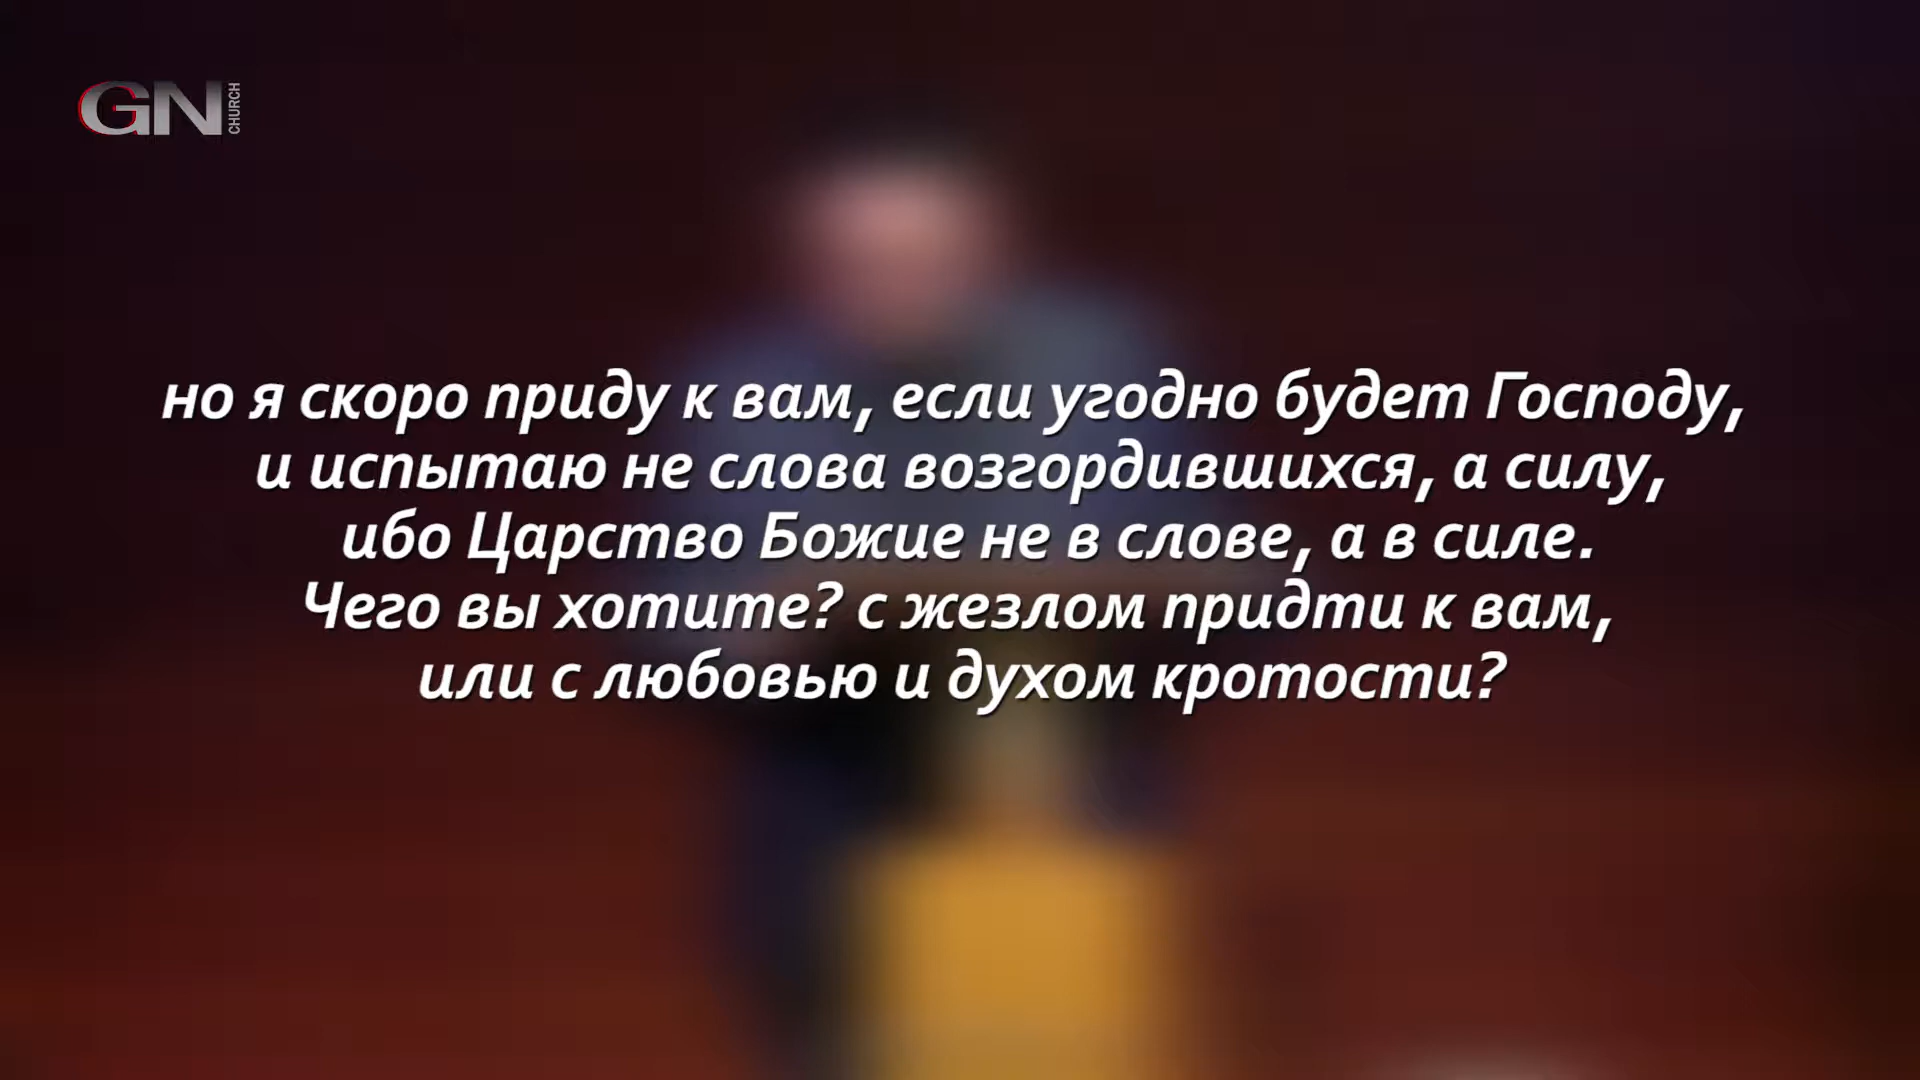 GN CHURCH
но я скоро приду к вам, если угодно будет Господу,
и испытаю не слова возгордившихся, а силу,
ибо Царство Божие не в слове, а в силе.
Чего вы хотите? с жезлом придти к вам,
или с любовью и духом кротости?